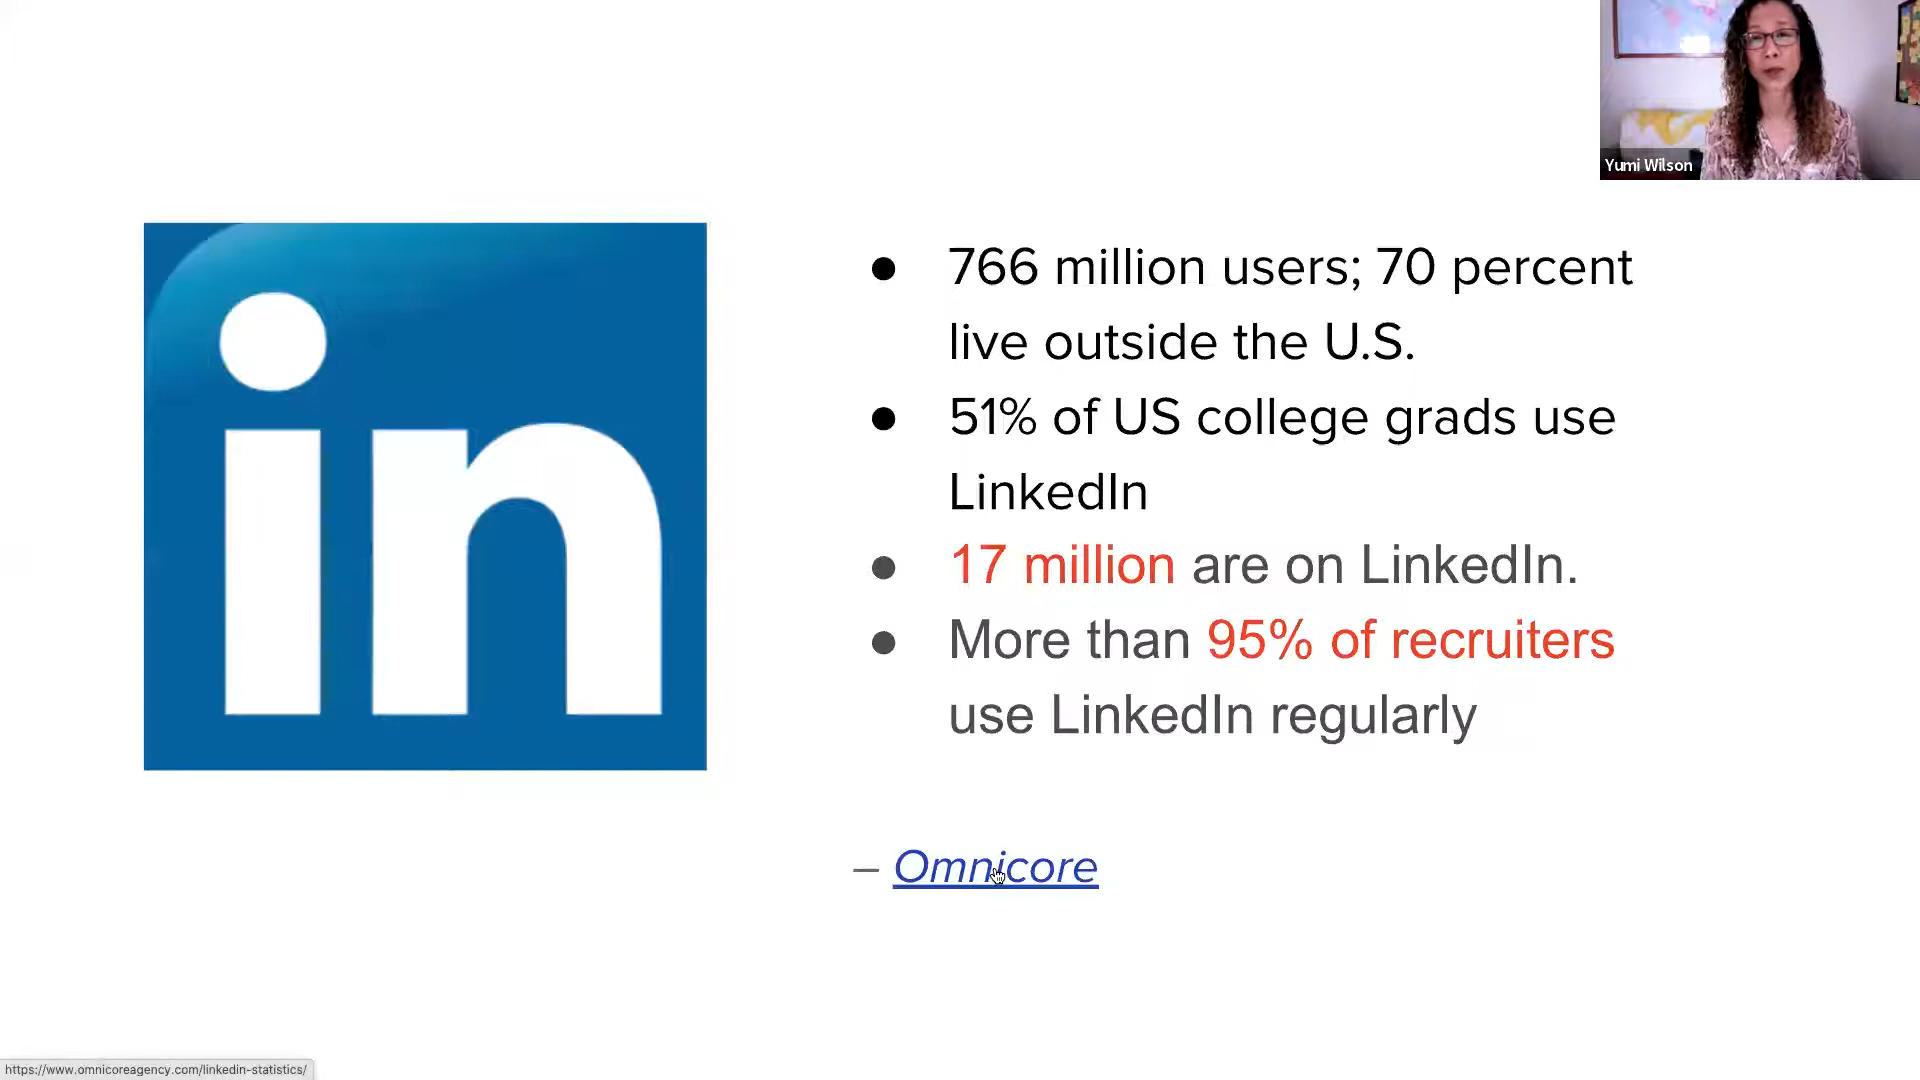 Yumi Wilson
in
● 766 million users; 70 percent
live outside the U.S.
● 51% of US college grads use
LinkedIn
● 17 million are on LinkedIn.
● More than 95% of recruiters
use LinkedIn regularly
– Omnicore
https://www.omnicoreagency.com/linkedin-statistics/